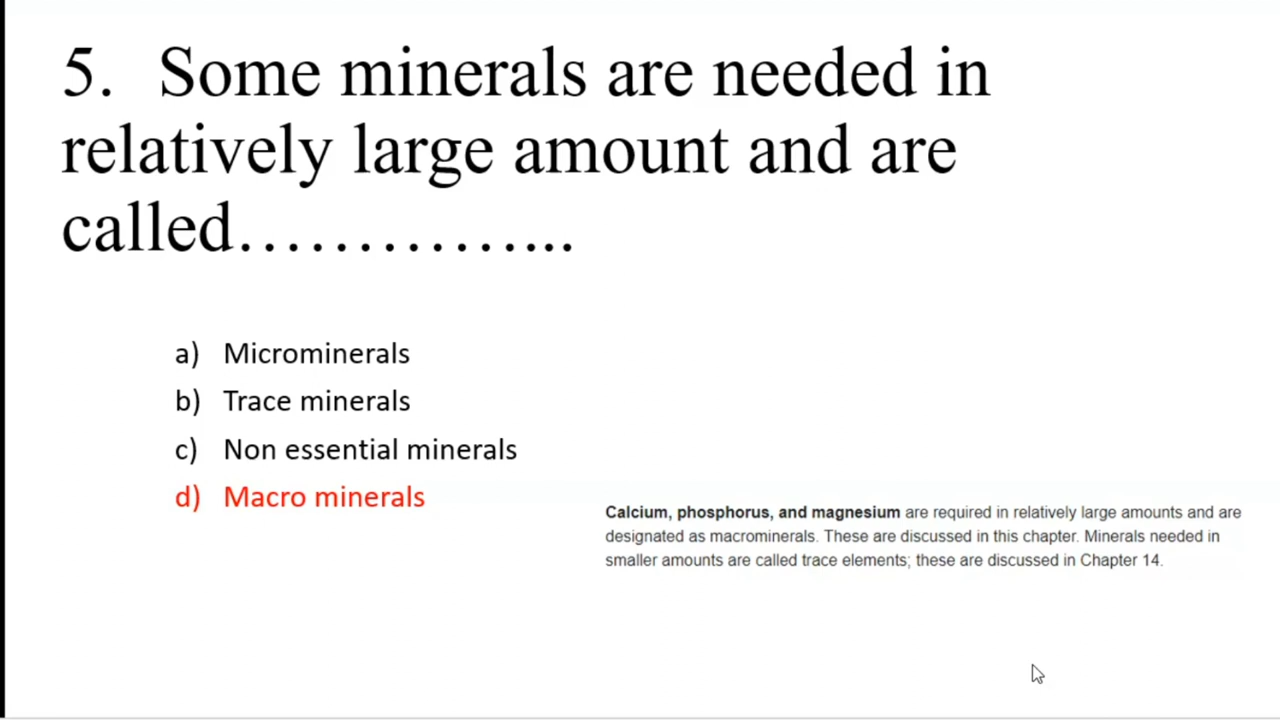 5. Some minerals are needed in
relatively large amount and are
called……………...
a) Microminerals
b) Trace minerals
c) Non essential minerals
d) Macro minerals
Calcium, phosphorus, and magnesium are required in relatively large amounts and are
designated as macrominerals. These are discussed in this chapter. Minerals needed in
smaller amounts are called trace elements; these are discussed in Chapter 14.